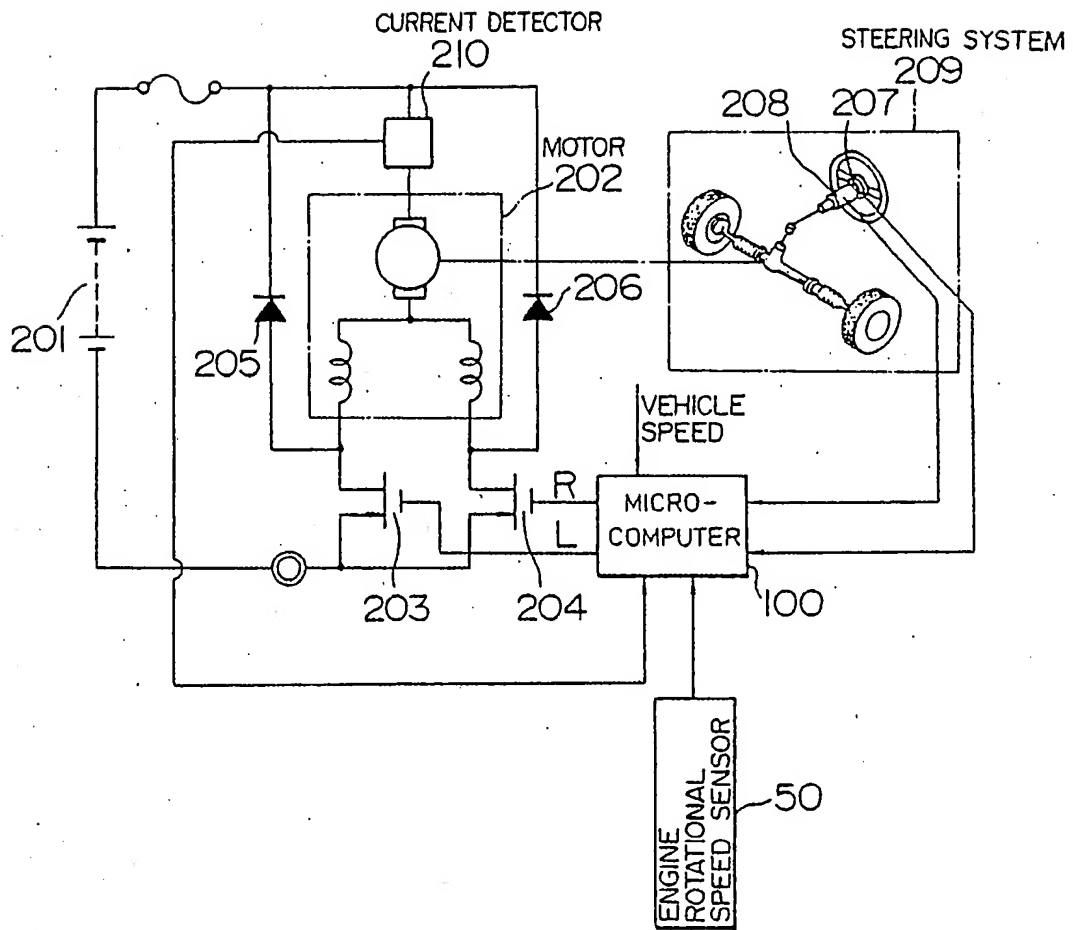 CURRENT DETECTOR
210
STEERING SYSTEM
209
208
207
MOTOR
202
201
205
206
VEHICLE
SPEED
R
L
MICRO-
COMPUTER
203
204
100
ENGINE
ROTATIONAL
SPEED SENSOR
50